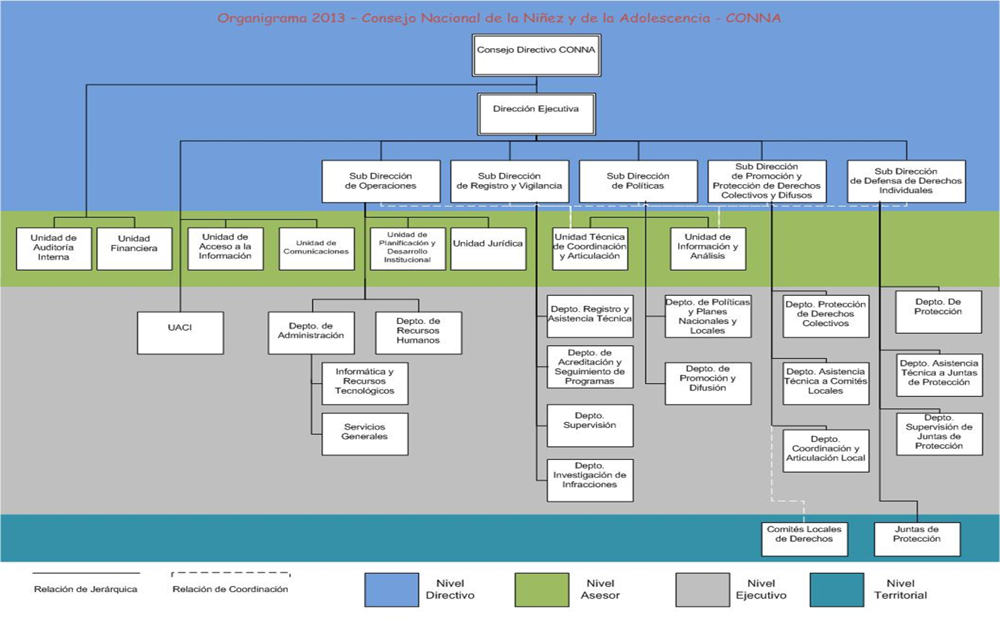 Organigrama 2013 – Consejo Nacional de la Niñez y de la Adolescencia - CONNA
Consejo Directivo CONNA
Dirección Ejecutiva
Sub Dirección
de Operaciones
Sub Dirección
de Registro y Vigilancia
Sub Dirección
de Políticas
Sub Dirección
de Promoción y
Protección de Derechos
Colectivos y Difusos
Sub Dirección
de Defensa de Derechos
Individuales
Unidad de
Auditoría
Interna
Unidad
Financiera
Unidad de
Acceso a la
Información
Unidad de
Comunicaciones
Unidad de
Planificación y
Desarrollo
Institucional
Unidad Jurídica
Unidad Técnica
de Coordinación
y Articulación
Unidad de
Información y
Análisis
UACI
Depto. de
Administración
Depto. de
Recursos
Humanos
Informática y
Recursos
Tecnológicos
Servicios
Generales
Depto. Registro y
Asistencia Técnica
Depto. de
Acreditación y
Seguimiento de
Programas
Depto.
Supervisión
Depto.
Investigación de
Infracciones
Depto. de Políticas
y Planes
Nacionales y
Locales
Depto. de
Promoción y
Difusión
Depto. Protección
de Derechos
Colectivos
Depto. Asistencia
Técnica a Comités
Locales
Depto.
Coordinación y
Articulación Local
Depto. De
Protección
Depto. Asistencia
Técnica a Juntas
de Protección
Depto.
Supervisión de
Juntas de
Protección
Comités Locales
de Derechos
Juntas de
Protección
Relación de Jerárquica
Relación de Coordinación
Nivel
Directivo
Nivel
Asesor
Nivel
Ejecutivo
Nivel
Territorial